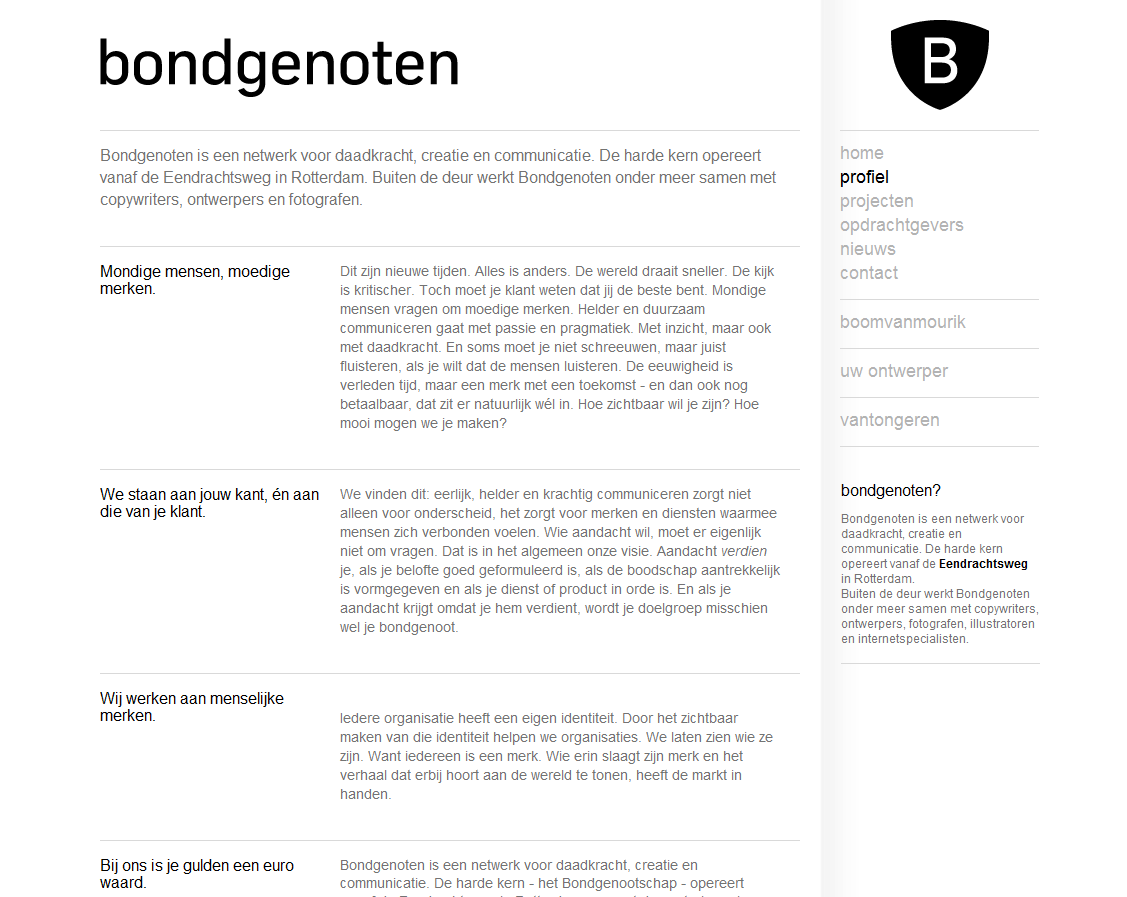 bondgenoten
Bondgenoten is een netwerk voor daadkracht, creatie en communicatie. De harde kern opereert
vanaf de Eendrachtsweg in Rotterdam. Buiten de deur werkt Bondgenoten onder meer samen met
copywriters, ontwerpers en fotografen.
Mondige mensen, moedige
merken.
Dit zijn nieuwe tijden. Alles is anders. De wereld draait sneller. De kijk
is kritischer. Toch moet je klant weten dat jij de beste bent. Mondige
mensen vragen om moedige merken. Helder en duurzaam
communiceren gaat met passie en pragmatiek. Met inzicht, maar ook
met daadkracht. En soms moet je niet schreeuwen, maar juist
fluisteren, als je wilt dat de mensen luisteren. De eeuwigheid is
verleden tijd, maar een merk met een toekomst - en dan ook nog
betaalbaar, dat zit er natuurlijk wél in. Hoe zichtbaar wil je zijn? Hoe
mooi mogen we je maken?
We staan aan jouw kant, én aan
die van je klant.
We vinden dit: eerlijk, helder en krachtig communiceren zorgt niet
alleen voor onderscheid, het zorgt voor merken en diensten waarmee
mensen zich verbonden voelen. Wie aandacht wil, moet er eigenlijk
niet om vragen. Dat is in het algemeen onze visie. Aandacht verdien
je, als je belofte goed geformuleerd is, als de boodschap aantrekkelijk
is vormgegeven en als je dienst of product in orde is. En als je
aandacht krijgt omdat je hem verdient, wordt je doelgroep misschien
wel je bondgenoot.
Wij werken aan menselijke
merken.
Iedere organisatie heeft een eigen identiteit. Door het zichtbaar
maken van die identiteit helpen we organisaties. We laten zien wie ze
zijn. Want iedereen is een merk. Wie erin slaagt zijn merk en het
verhaal dat erbij hoort aan de wereld te tonen, heeft de markt in
handen.
Bij ons is je gulden een euro
waard.
Bondgenoten is een netwerk voor daadkracht, creatie en
communicatie. De harde kern - het Bondgenootschap - opereert
B
home
profiel
projecten
opdrachtgevers
nieuws
contact
boomvanmourik
uw ontwerper
vantongeren
bondgenoten?
Bondgenoten is een netwerk voor
daadkracht, creatie en
communicatie. De harde kern
opereert vanaf de Eendrachtsweg
in Rotterdam.
Buiten de deur werkt Bondgenoten
onder meer samen met copywriters,
ontwerpers, fotografen, illustratoren
en internetspecialisten.